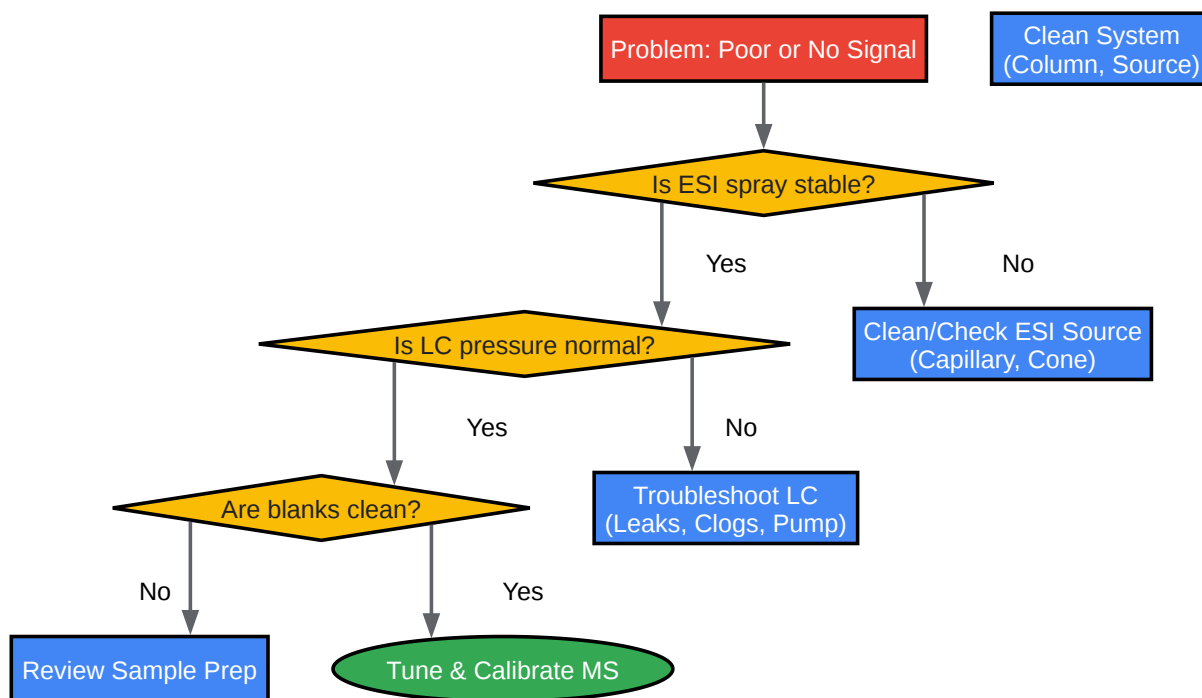 Problem: Poor or No Signal
Clean System
(Column, Source)
Is ESI spray stable?
Yes
No
Is LC pressure normal?
Clean/Check ESI Source
(Capillary, Cone)
Yes
No
Are blanks clean?
Troubleshoot LC
(Leaks, Clogs, Pump)
No
Yes
Review Sample Prep
Tune & Calibrate MS